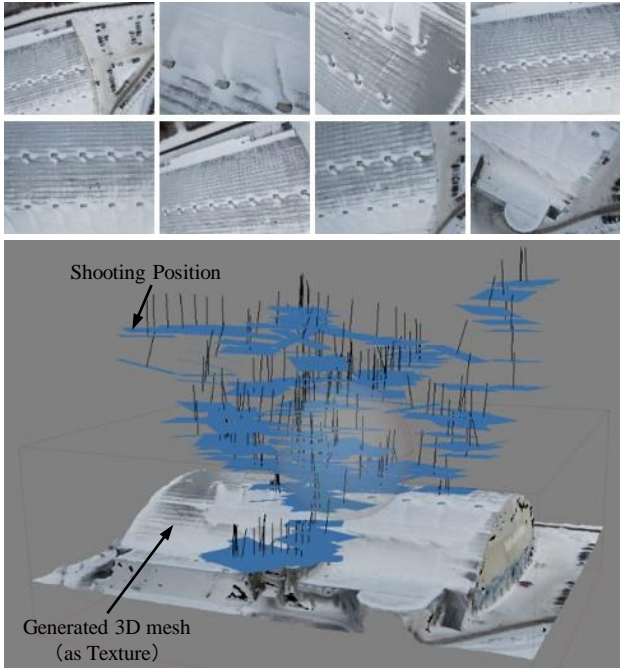 Shooting Position
Generated 3D mesh
（as Texture）